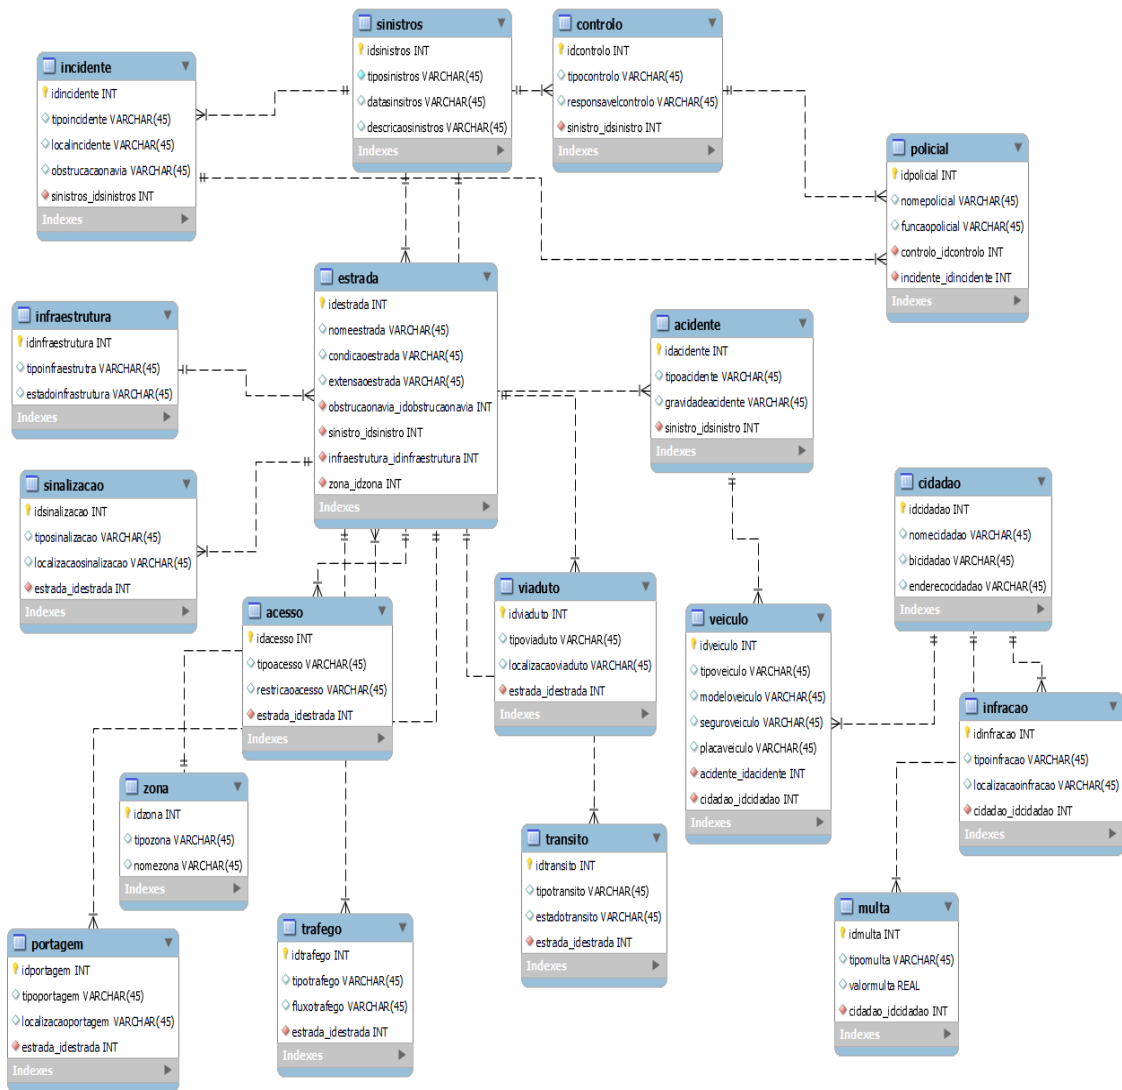 sinistros
idsinistros INT
tiposinistros VARCHAR(45)
datasinsitros VARCHAR(45)
descricaosinistros VARCHAR(45)
Indexes
controlo
idcontrolo INT
tipocontrolo VARCHAR(45)
responsavelcontrolo VARCHAR(45)
sinistro_idsinistro INT
Indexes
incidente
idincidente INT
tipoincidente VARCHAR(45)
localincidente VARCHAR(45)
obstrucacaonavia VARCHAR(45)
sinistros_idsinistros INT
Indexes
policial
idpolicial INT
nomepolicial VARCHAR(45)
funcaopolicial VARCHAR(45)
controlo_idcontrolo INT
incidente_idincidente INT
Indexes
estrada
idestrada INT
nomeestrada VARCHAR(45)
condicaoestrada VARCHAR(45)
extensaoestrada VARCHAR(45)
obstrucaonavia_idobstrucaonavia INT
sinistro_idsinistro INT
infraestrutura_idinfraestrutura INT
zona_idzona INT
Indexes
infraestrutura
idinfraestrutura INT
tipoinfraestrutra VARCHAR(45)
estadoinfrastrutura VARCHAR(45)
Indexes
acidente
idacidente INT
tipoacidente VARCHAR(45)
gravidadeacidente VARCHAR(45)
sinistro_idsinistro INT
Indexes
sinalizacao
idsinalizacao INT
tiposinalizacao VARCHAR(45)
localizacaosinalizacao VARCHAR(45)
estrada_idestrada INT
Indexes
cidadao
idcidadao INT
nomecidadao VARCHAR(45)
bicidadao VARCHAR(45)
enderecocidadao VARCHAR(45)
Indexes
acesso
idacesso INT
tipoacesso VARCHAR(45)
restricaoacesso VARCHAR(45)
estrada_idestrada INT
Indexes
viaduto
idviaduto INT
tipoviaduto VARCHAR(45)
localizacaoviaduto VARCHAR(45)
estrada_idestrada INT
Indexes
veiculo
idveiculo INT
tipoveiculo VARCHAR(45)
modeloveiculo VARCHAR(45)
seguroveiculo VARCHAR(45)
placaveiculo VARCHAR(45)
acidente_idacidente INT
cidadao_idcidadao INT
Indexes
infracao
idinfracao INT
tipoinfracao VARCHAR(45)
localizacaoinfracao VARCHAR(45)
cidadao_idcidadao INT
Indexes
zona
idzona INT
tipozona VARCHAR(45)
nomezona VARCHAR(45)
Indexes
transito
idtransito INT
tipotransito VARCHAR(45)
estadotransito VARCHAR(45)
estrada_idestrada INT
Indexes
multa
idmulta INT
tipomulta VARCHAR(45)
valormulta REAL
cidadao_idcidadao INT
Indexes
portagem
idportagem INT
tipoportagem VARCHAR(45)
localizacaoportagem VARCHAR(45)
estrada_idestrada INT
Indexes
trafego
idtrafego INT
tipotrafego VARCHAR(45)
fluxotrafego VARCHAR(45)
estrada_idestrada INT
Indexes